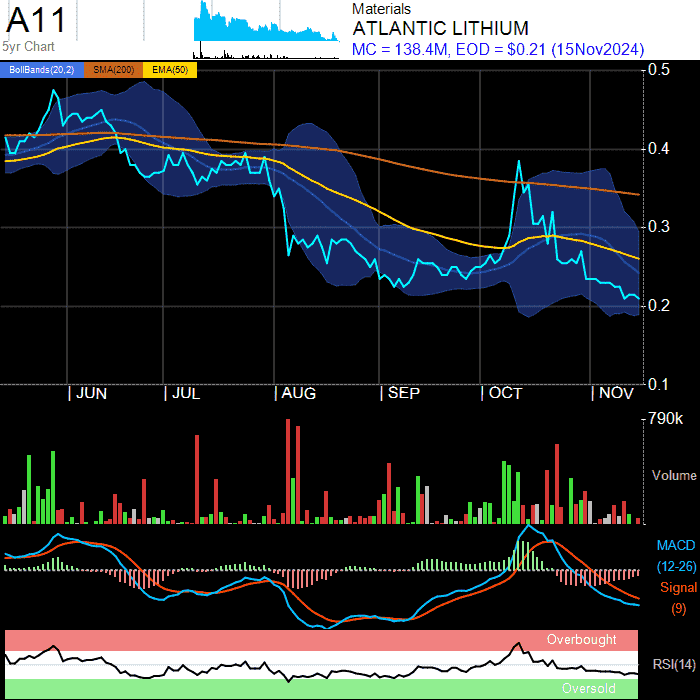 A11
5yr Chart
Materials
ATLANTIC LITHIUM
MC = 138.4M, EOD = $0.21 (15Nov2024)
BollBands(20,2) SMA(200) EMA(50)
0.5
0.4
0.3
0.2
0.1
JUN JUL AUG SEP OCT NOV
790k
Volume
MACD
(12-26)
Signal
(9)
Overbought
RSI(14)
Oversold